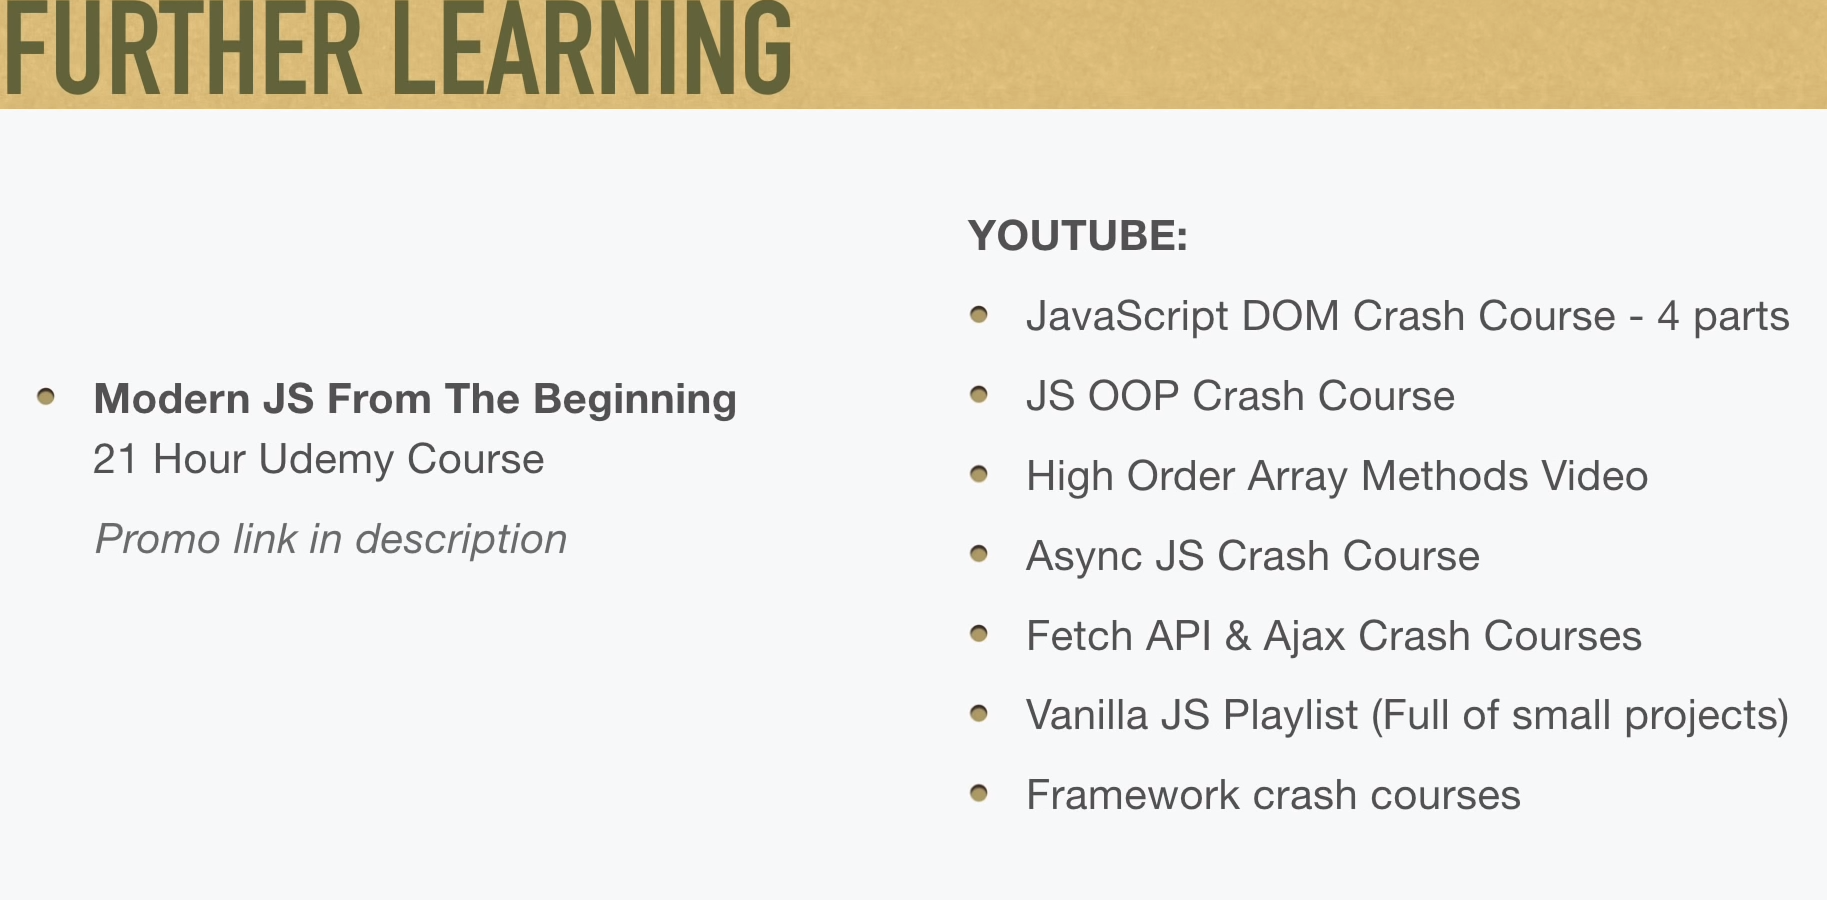 FURTHER LEARNING
Modern JS From The Beginning
21 Hour Udemy Course
Promo link in description
YOUTUBE:
JavaScript DOM Crash Course - 4 parts
JS OOP Crash Course
High Order Array Methods Video
Async JS Crash Course
Fetch API & Ajax Crash Courses
Vanilla JS Playlist (Full of small projects)
Framework crash courses